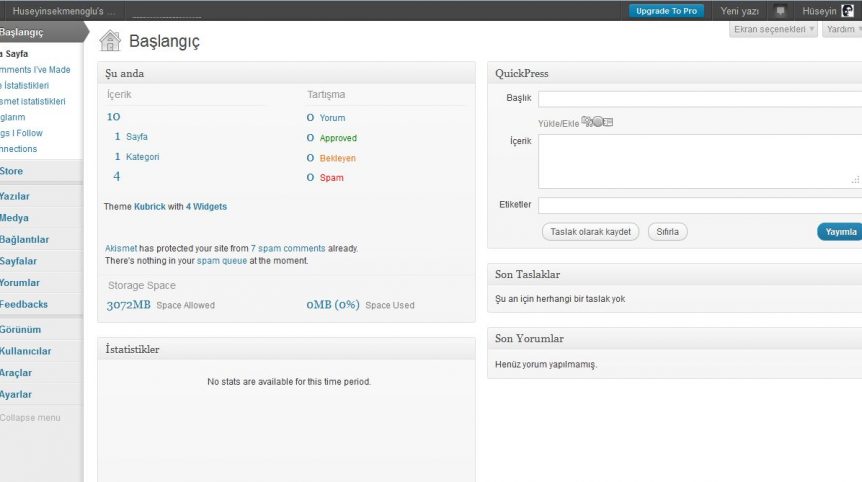 Huseyinsekmenoglu's ...
Upgrade To Pro
Yeni yazı
Hüseyin
Ekran seçenekleri
Yardım
Başlangıç
a Sayfa
mments I've Made
e İstatistikleri
smet istatistikleri
glarım
gs I Follow
nnections
Store
Yazılar
Medya
Bağlantılar
Sayfalar
Yorumlar
Feedbacks
Görünüm
Kullanıcılar
Araçlar
Ayarlar
Collapse menu
Başlangıç
Şu anda
İçerik
10
1 Sayfa
1 Kategori
4
Tartışma
0 Yorum
0 Approved
0 Bekleyen
0 Spam
Theme Kubrick with 4 Widgets
Akismet has protected your site from 7 spam comments already.
There's nothing in your spam queue at the moment.
Storage Space
3072MB Space Allowed
0MB (0%) Space Used
İstatistikler
No stats are available for this time period.
QuickPress
Başlık
Yükle/Ekle
İçerik
Etiketler
Taslak olarak kaydet
Sıfırla
Yayımla
Son Taslaklar
Şu an için herhangi bir taslak yok
Son Yorumlar
Henüz yorum yapılmamış.